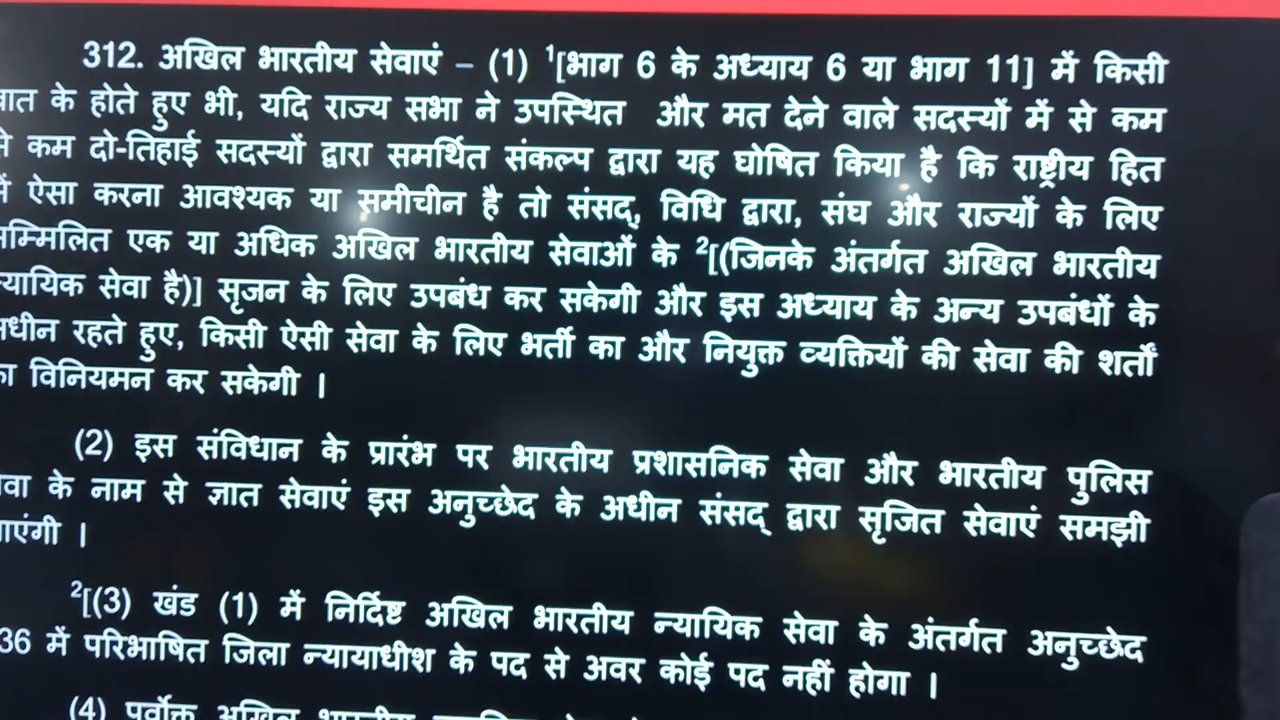 312. अखिल भारतीय सेवाएं – (1) ¹[भाग 6 के अध्याय 6 या भाग 11] में किसी
के होते हुए भी, यदि राज्य सभा ने उपस्थित और मत देने वाले सदस्यों में से कम
कम दो-तिहाई सदस्यों द्वारा समर्थित संकल्प द्वारा यह घोषित किया है कि राष्ट्रीय हित
ऐसा करना आवश्यक या समीचीन है तो संसद्, विधि द्वारा, संघ और राज्यों के लिए
एक या अधिक अखिल भारतीय सेवाओं के ²[(जिनके अंतर्गत अखिल भारतीय
सेवा है)] सृजन के लिए उपबंध कर सकेगी और इस अध्याय के अन्य उपबंधों के
रहते हुए, किसी ऐसी सेवा के लिए भर्ती का और नियुक्त व्यक्तियों की सेवा की शर्तों
विनियमन कर सकेगी ।
(2) इस संविधान के प्रारंभ पर भारतीय प्रशासनिक सेवा और भारतीय पुलिस
के नाम से ज्ञात सेवाएं इस अनुच्छेद के अधीन संसद् द्वारा सृजित सेवाएं समझी
।
²[(3) खंड (1) में निर्दिष्ट अखिल भारतीय न्यायिक सेवा के अंतर्गत अनुच्छेद
36 में परिभाषित जिला न्यायाधीश के पद से अवर कोई पद नहीं होगा ।
(4) पूर्वोक्त अखिल भारतीय